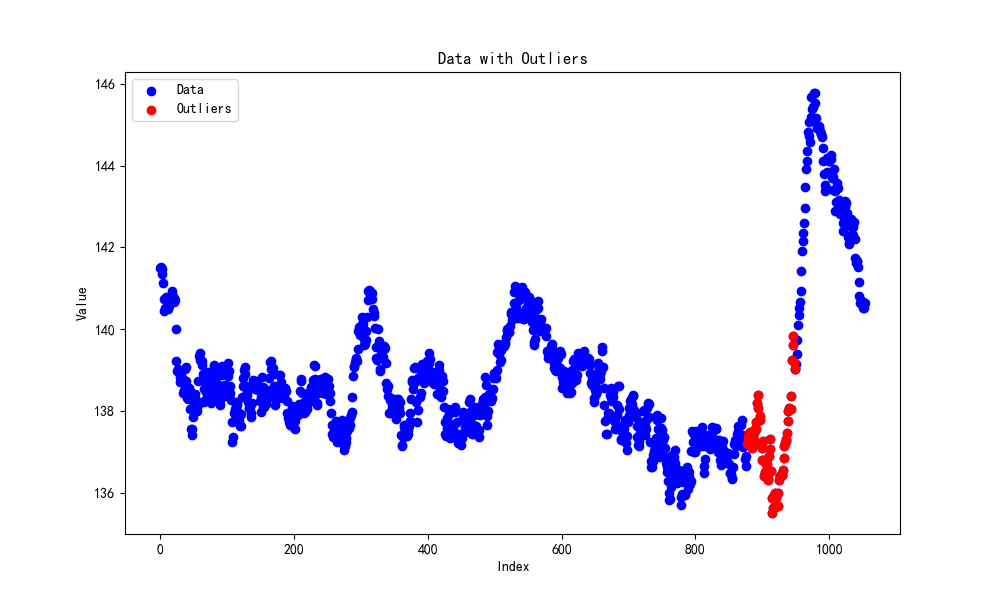 Data with Outliers
Data
Outliers
146
144
142
140
138
136
Value
0 200 400 600 800 1000
Index